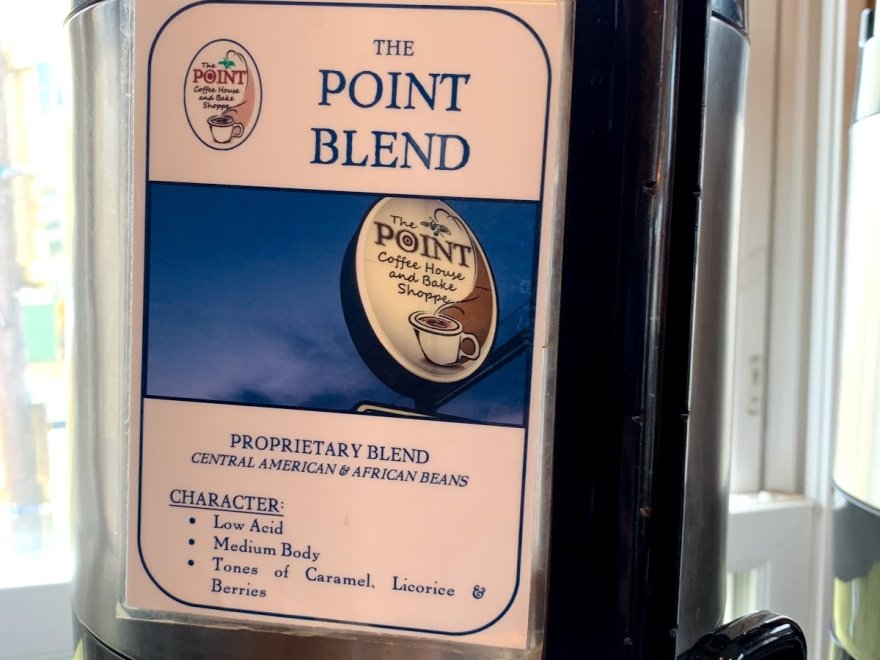 The
POINT
Coffee House
and Bake
Shoppe
THE
POINT
BLEND
The
POINT
Coffee House
and Bake
Shoppe
PROPRIETARY BLEND
CENTRAL AMERICAN & AFRICAN BEANS
CHARACTER:
• Low Acid
• Medium Body
• Tones of Caramel, Licorice &
Berries